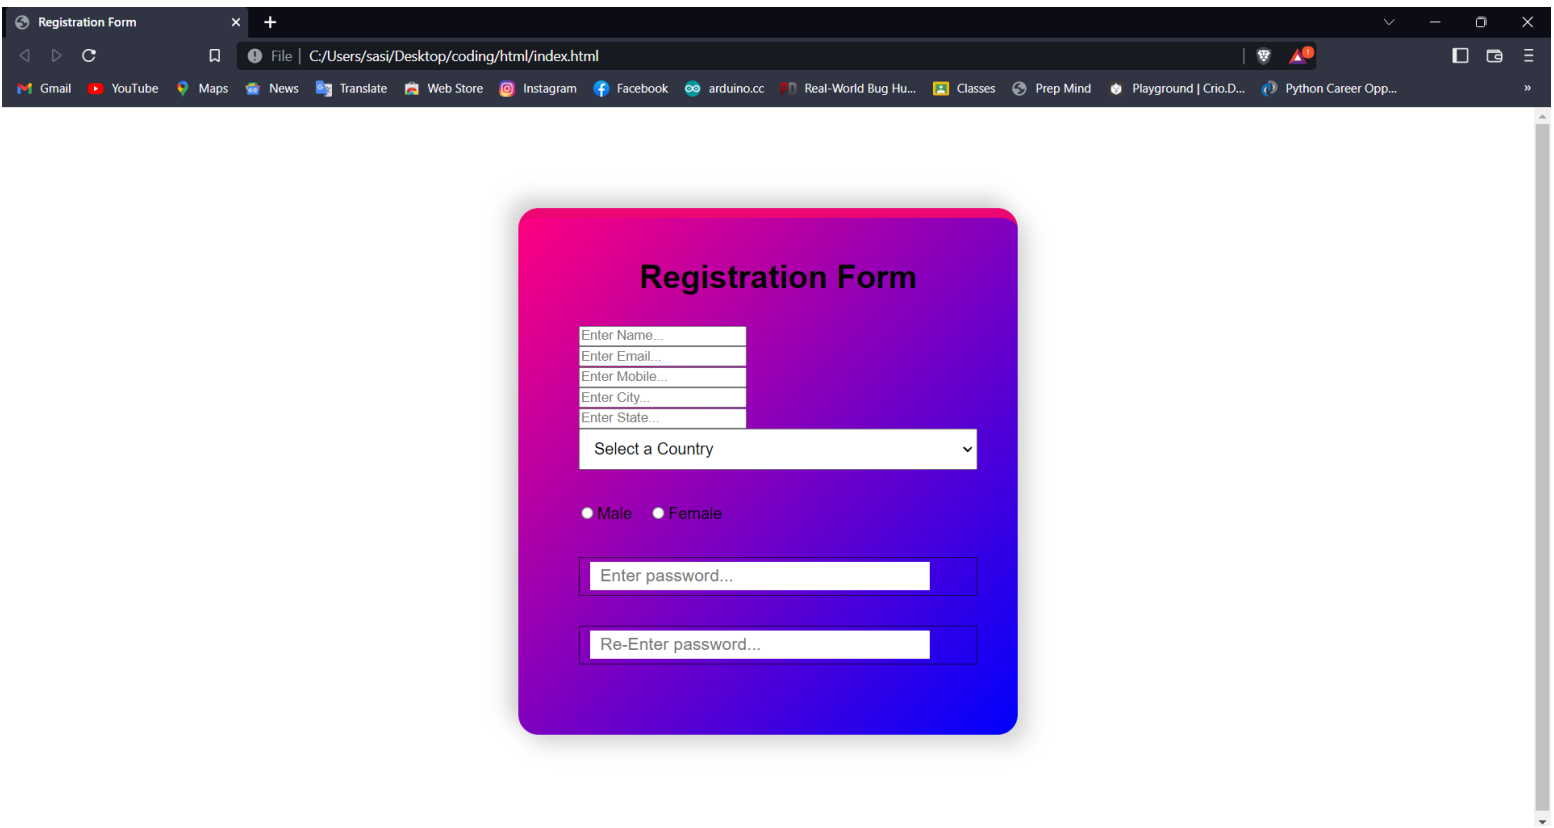 Registration Form
File | C:/Users/sasi/Desktop/coding/html/index.html
1
Gmail YouTube Maps News Translate Web Store Instagram Facebook arduino.cc Real-World Bug Hu... Classes Prep Mind Playground | Crio.D... Python Career Opp... »
Registration Form
Enter Name...
Enter Email...
Enter Mobile...
Enter City...
Enter State...
Select a Country
Male Female
Enter password...
Re-Enter password...